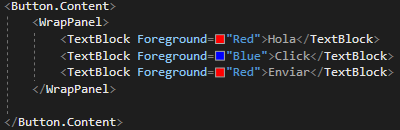 <Button.Content>
<WrapPanel>
<TextBlock Foreground="Red">Hola</TextBlock>
<TextBlock Foreground="Blue">Click</TextBlock>
<TextBlock Foreground="Red">Enviar</TextBlock>
</WrapPanel>
</Button.Content>